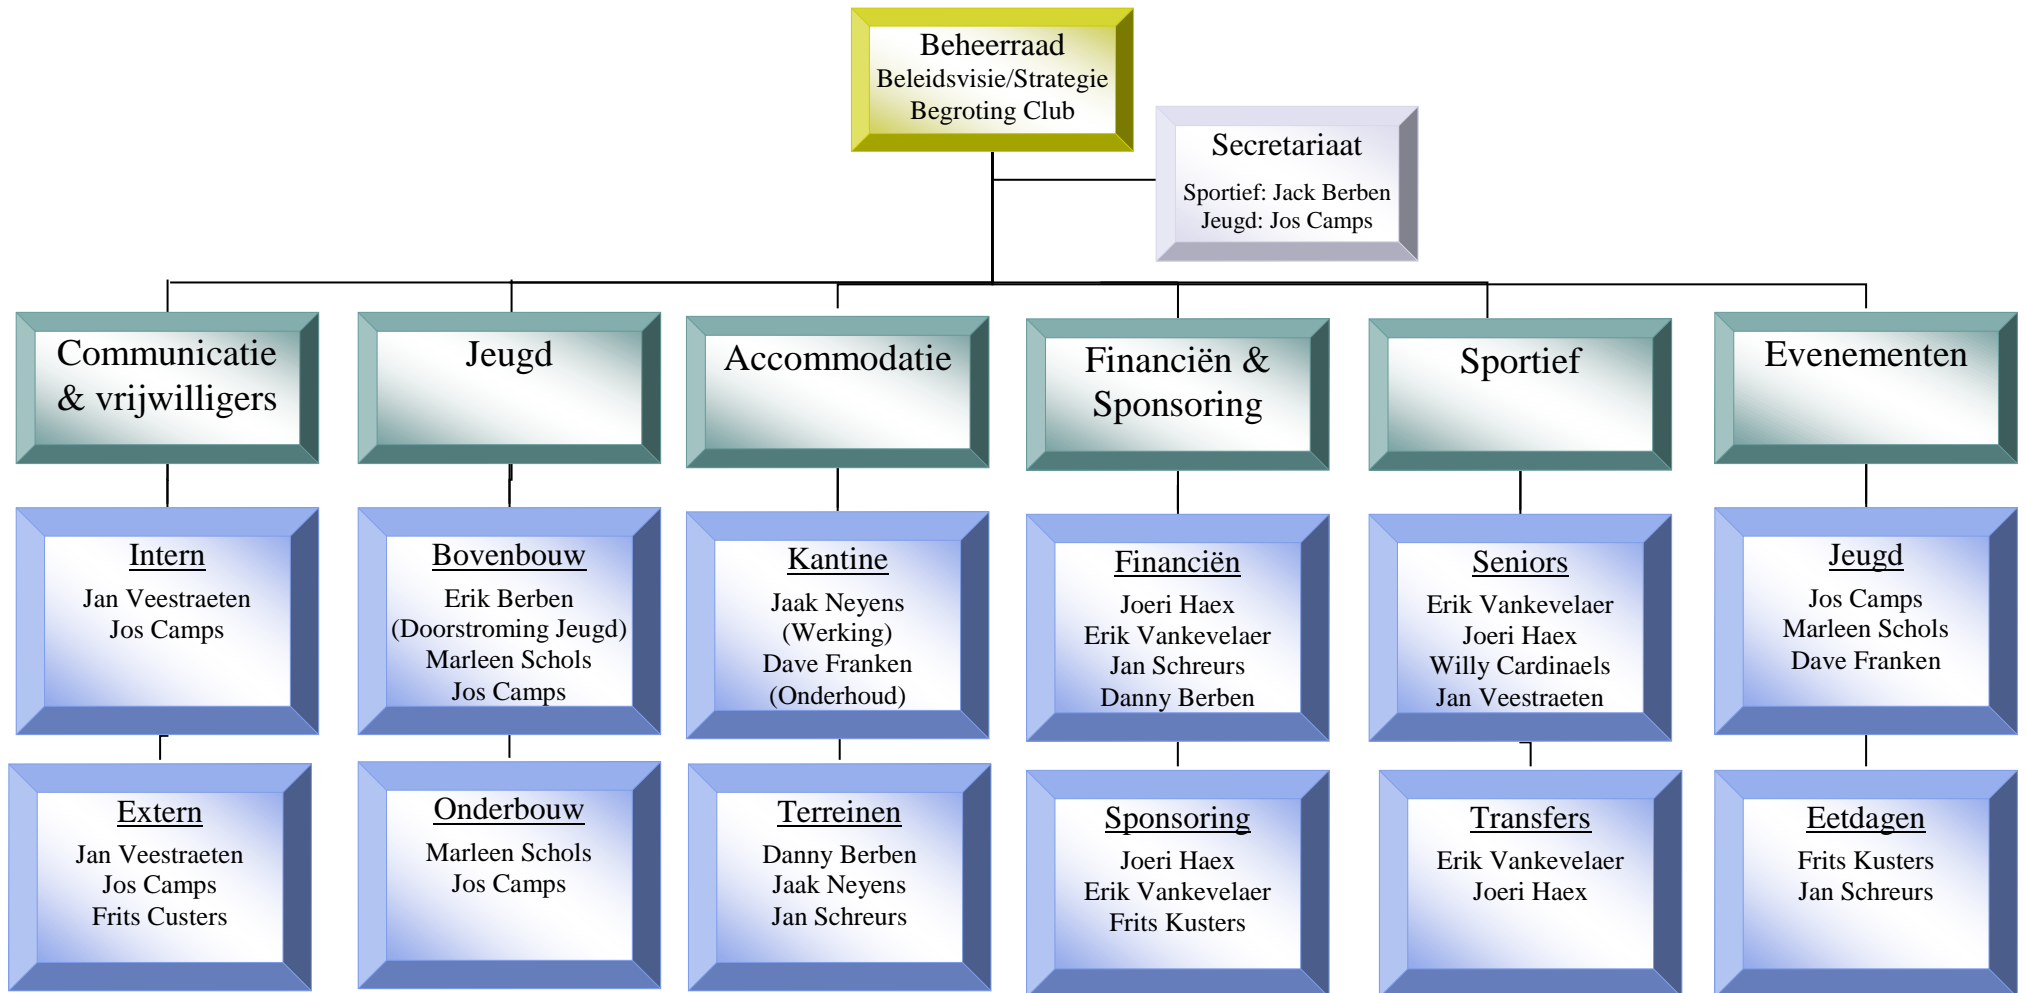 Beheerraad
Beleidsvisie/Strategie
Begroting Club
Secretariaat
Sportief: Jack Berben
Jeugd: Jos Camps
Communicatie
& vrijwilligers
Jeugd
Accommodatie
Financiën &
Sponsoring
Sportief
Evenementen
Intern
Jan Veestraeten
Jos Camps
Bovenbouw
Erik Berben
(Doorstroming Jeugd)
Marleen Schols
Jos Camps
Kantine
Jaak Neyens
(Werking)
Dave Franken
(Onderhoud)
Financiën
Joeri Haex
Erik Vankevelaer
Jan Schreurs
Danny Berben
Seniors
Erik Vankevelaer
Joeri Haex
Willy Cardinaels
Jan Veestraeten
Jeugd
Jos Camps
Marleen Schols
Dave Franken
Extern
Jan Veestraeten
Jos Camps
Frits Custers
Onderbouw
Marleen Schols
Jos Camps
Terreinen
Danny Berben
Jaak Neyens
Jan Schreurs
Sponsoring
Joeri Haex
Erik Vankevelaer
Frits Kusters
Transfers
Erik Vankevelaer
Joeri Haex
Eetdagen
Frits Kusters
Jan Schreurs